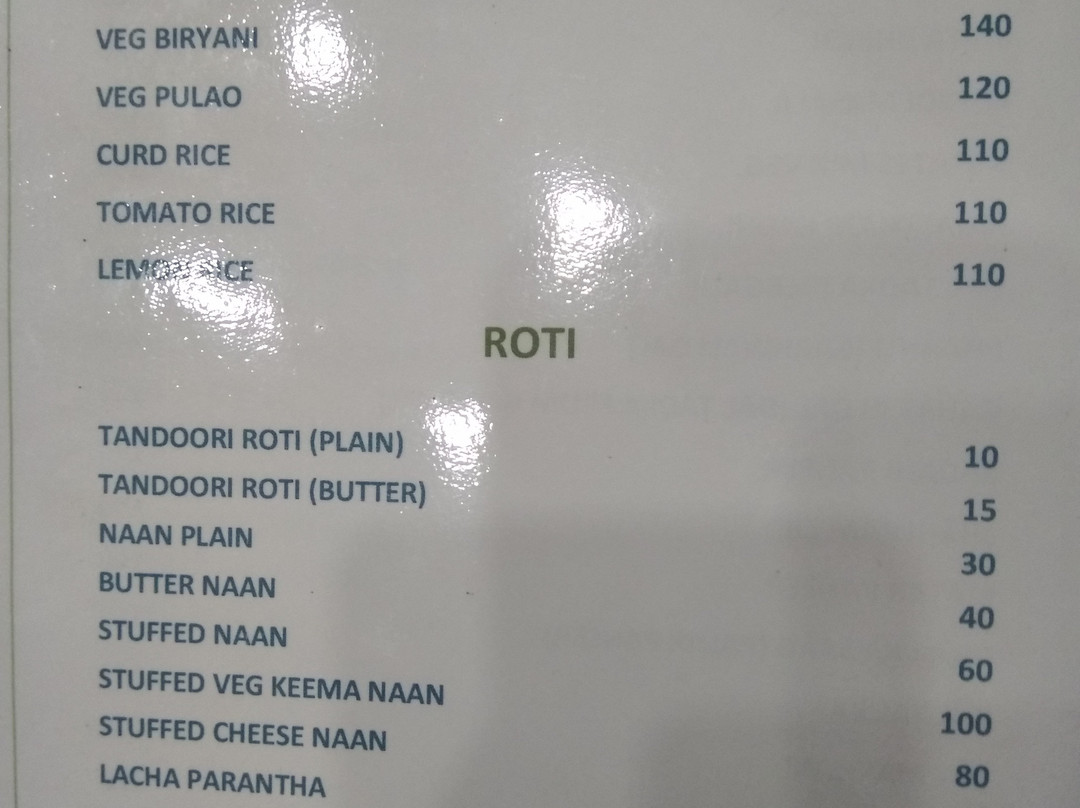 VEG BIRYANI 140
VEG PULAO 120
CURD RICE 110
TOMATO RICE 110
LEMON RICE 110
ROTI
TANDOORI ROTI (PLAIN) 10
TANDOORI ROTI (BUTTER) 15
NAAN PLAIN 30
BUTTER NAAN 40
STUFFED NAAN 60
STUFFED VEG KEEMA NAAN 100
STUFFED CHEESE NAAN 80
LACHA PARANTHA